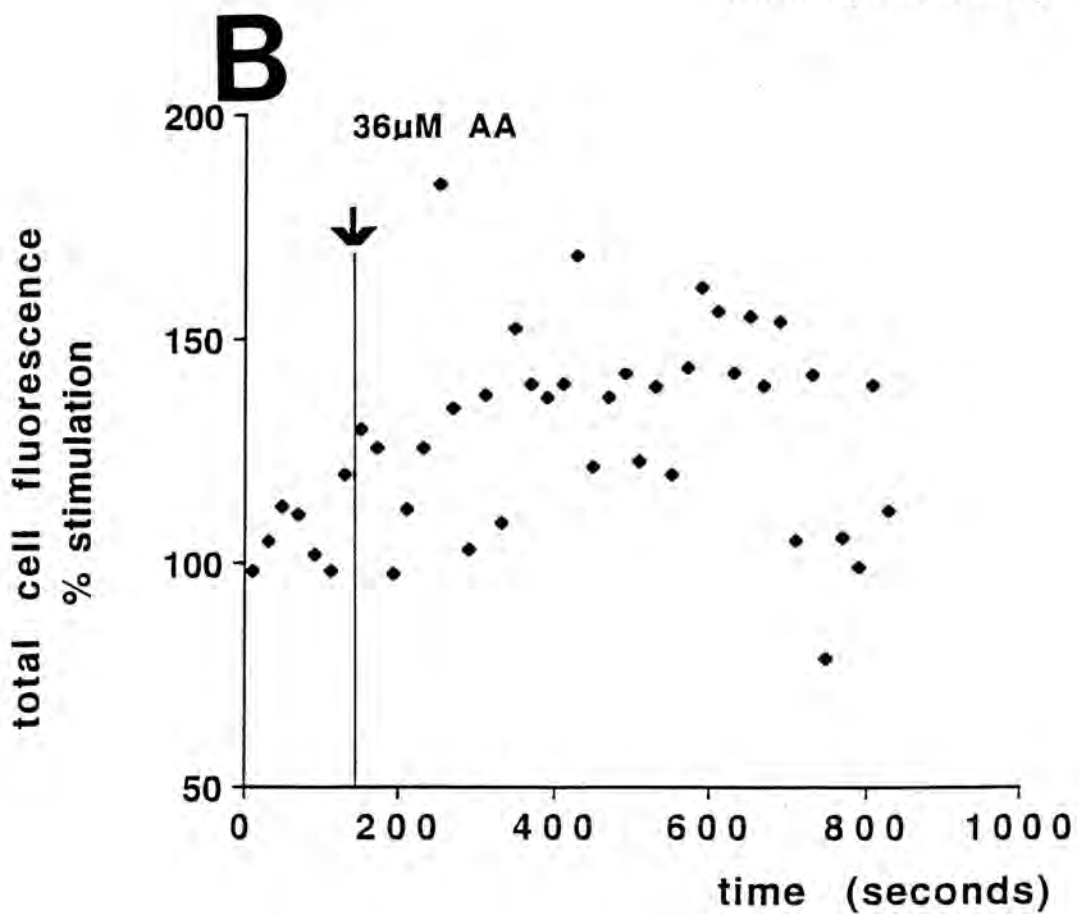 B
200
36µM AA
150
100
50
0 200 400 600 800 1000
time (seconds)
total cell fluorescence
% stimulation